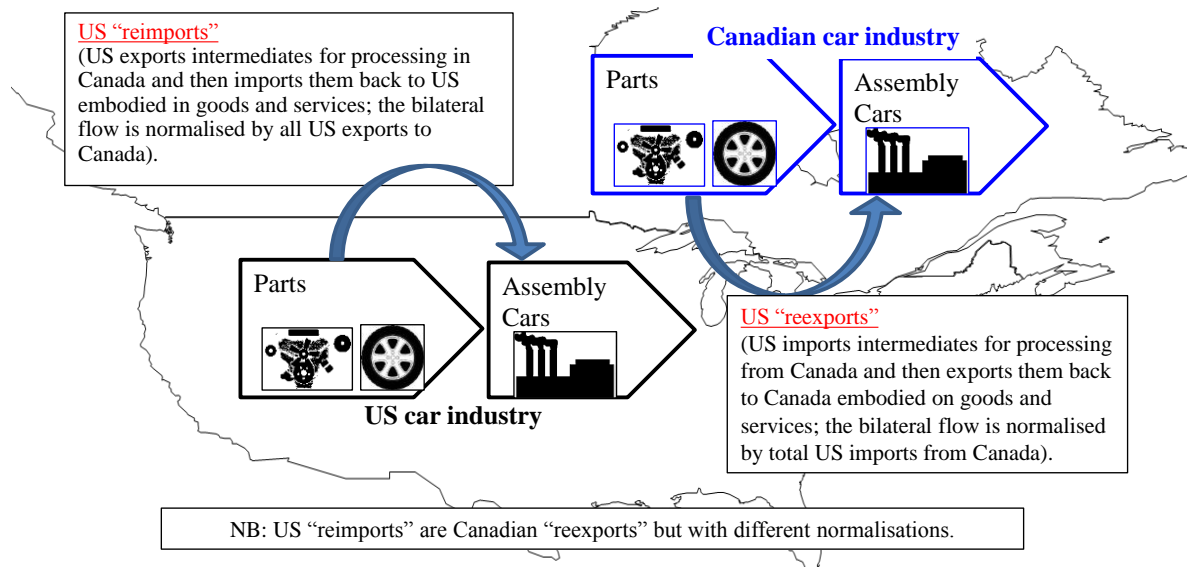 US “reimports”
(US exports intermediates for processing in
Canada and then imports them back to US
embodied in goods and services; the bilateral
flow is normalised by all US exports to
Canada).
Canadian car industry
Parts
Assembly
Cars
Parts
Assembly
Cars
US car industry
US “reexports”
(US imports intermediates for processing
from Canada and then exports them back
to Canada embodied on goods and
services; the bilateral flow is normalised
by total US imports from Canada).
NB: US “reimports” are Canadian “reexports” but with different normalisations.